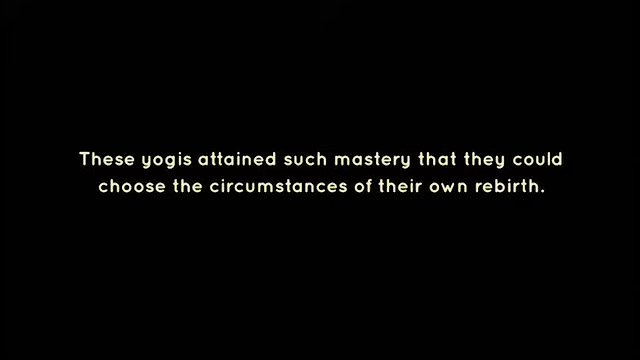 These yogis attained such mastery that they could
choose the circumstances of their own rebirth.